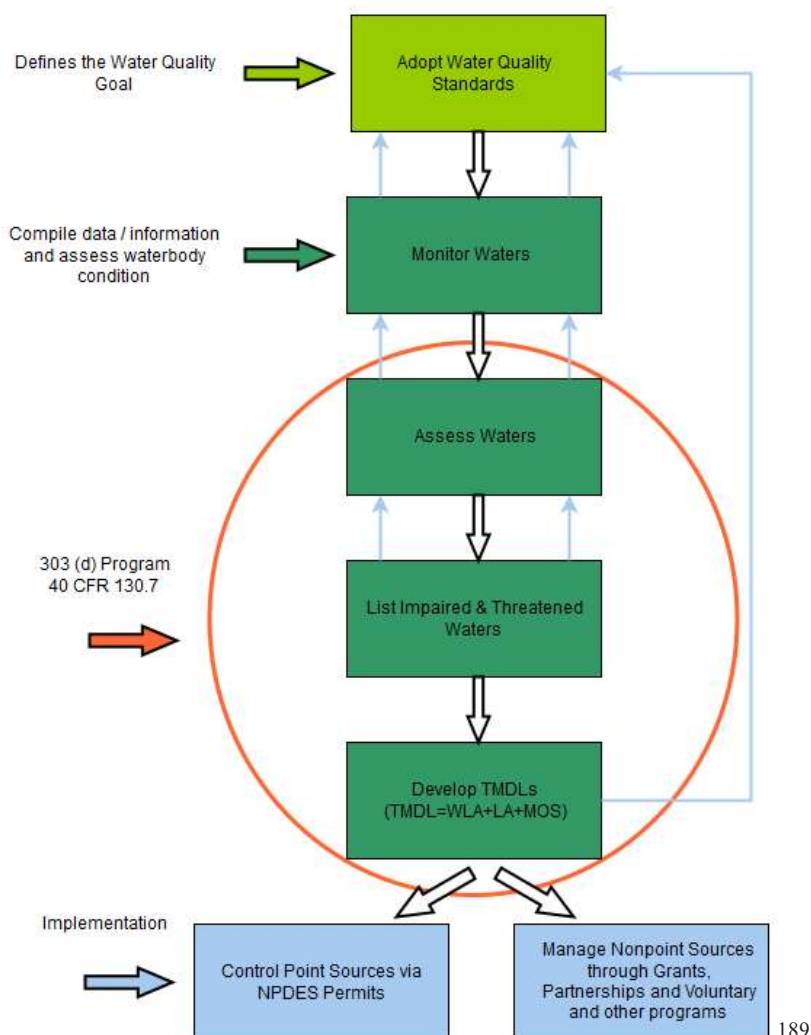 Defines the Water Quality
Goal
Adopt Water Quality
Standards
Compile data / information
and assess waterbody
condition
Monitor Waters
Assess Waters
303 (d) Program
40 CFR 130.7
List Impaired & Threatened
Waters
Develop TMDLs
(TMDL=WLA+LA+MOS)
Implementation
Control Point Sources via
NPDES Permits
Manage Nonpoint Sources
through Grants,
Partnerships and Voluntary
and other programs
189